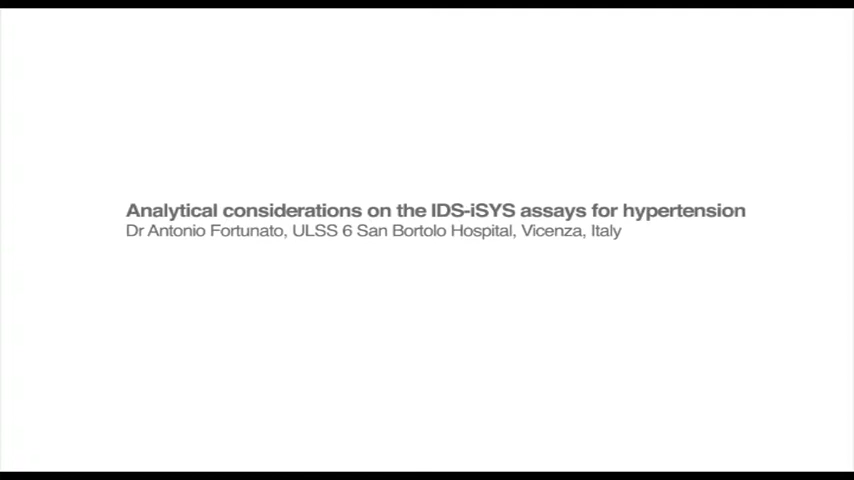 Analytical considerations on the IDS-iSYS assays for hypertension
Dr Antonio Fortunato, ULSS 6 San Bortolo Hospital, Vicenza, Italy